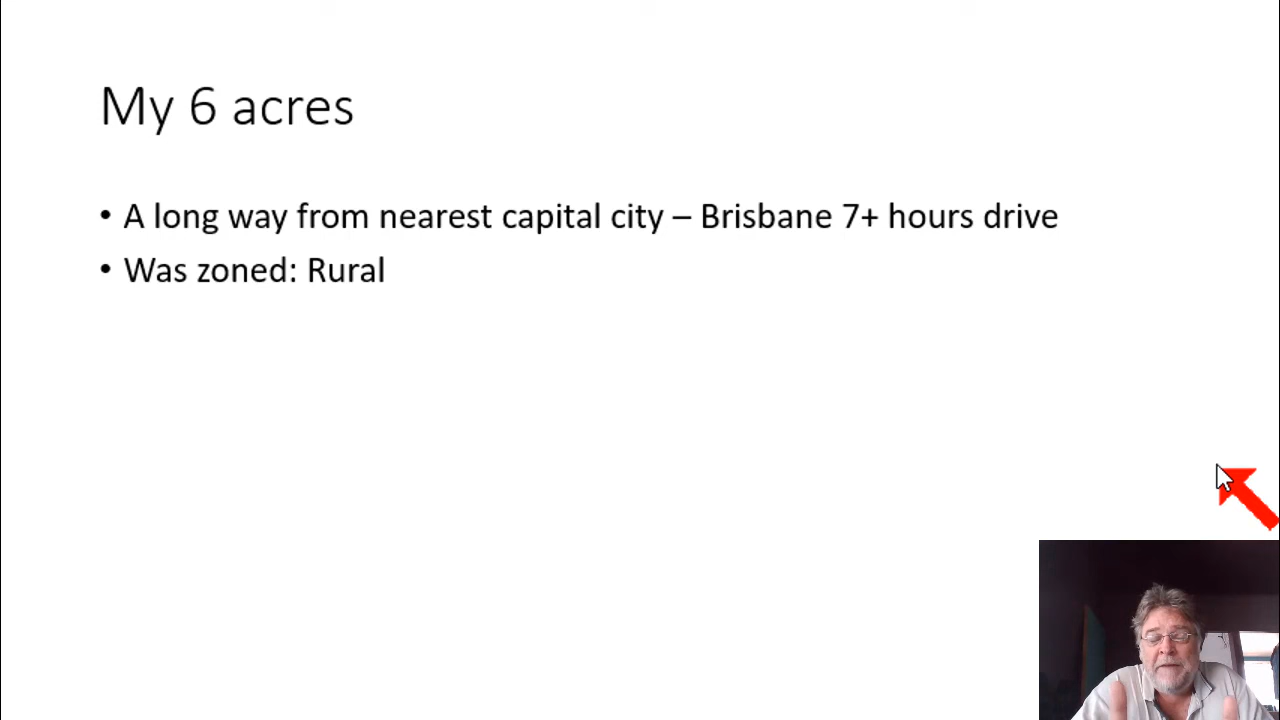 My 6 acres
• A long way from nearest capital city – Brisbane 7+ hours drive
• Was zoned: Rural